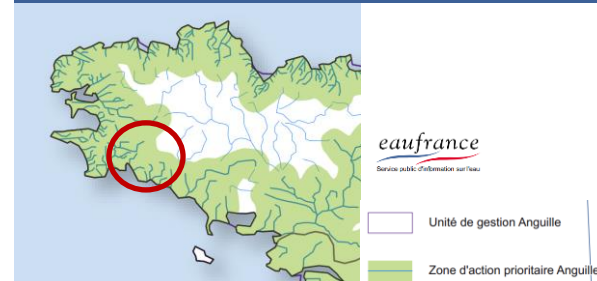 eaufrance
Service public d'information sur l'eau
Unité de gestion Anguille
Zone d'action prioritaire Anguille